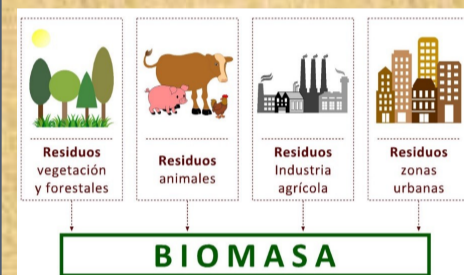 Residuos
vegetación
y forestales
Residuos
animales
Residuos
Industria
agrícola
Residuos
zonas
urbanas
BIOMASA